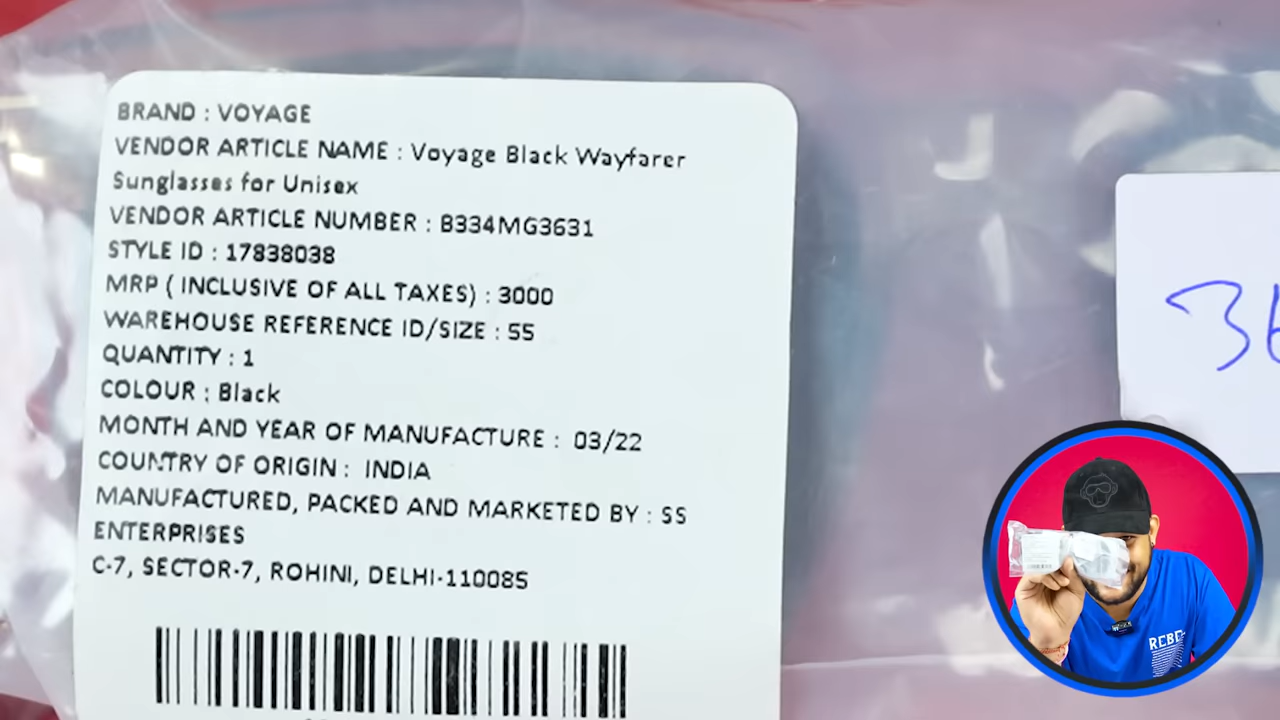 BRAND : VOYAGE
VENDOR ARTICLE NAME : Voyage Black Wayfarer
Sunglasses for Unisex
VENDOR ARTICLE NUMBER : B334MG3631
STYLE ID : 17838038
MRP ( INCLUSIVE OF ALL TAXES) : 3000
WAREHOUSE REFERENCE ID/SIZE : 55
QUANTITY : 1
COLOUR : Black
MONTH AND YEAR OF MANUFACTURE : 03/22
COUNTRY OF ORIGIN : INDIA
MANUFACTURED, PACKED AND MARKETED BY : SS
ENTERPRISES
C-7, SECTOR-7, ROHINI, DELHI-110085